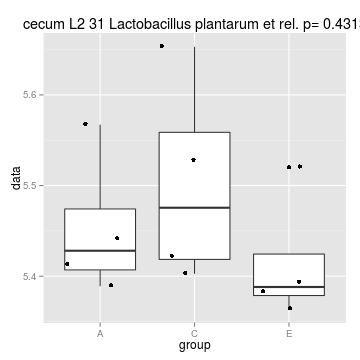 cecum L2 31 Lactobacillus plantarum et rel. p= 0.431
data
5.6
5.5
5.4
A
C
E
group